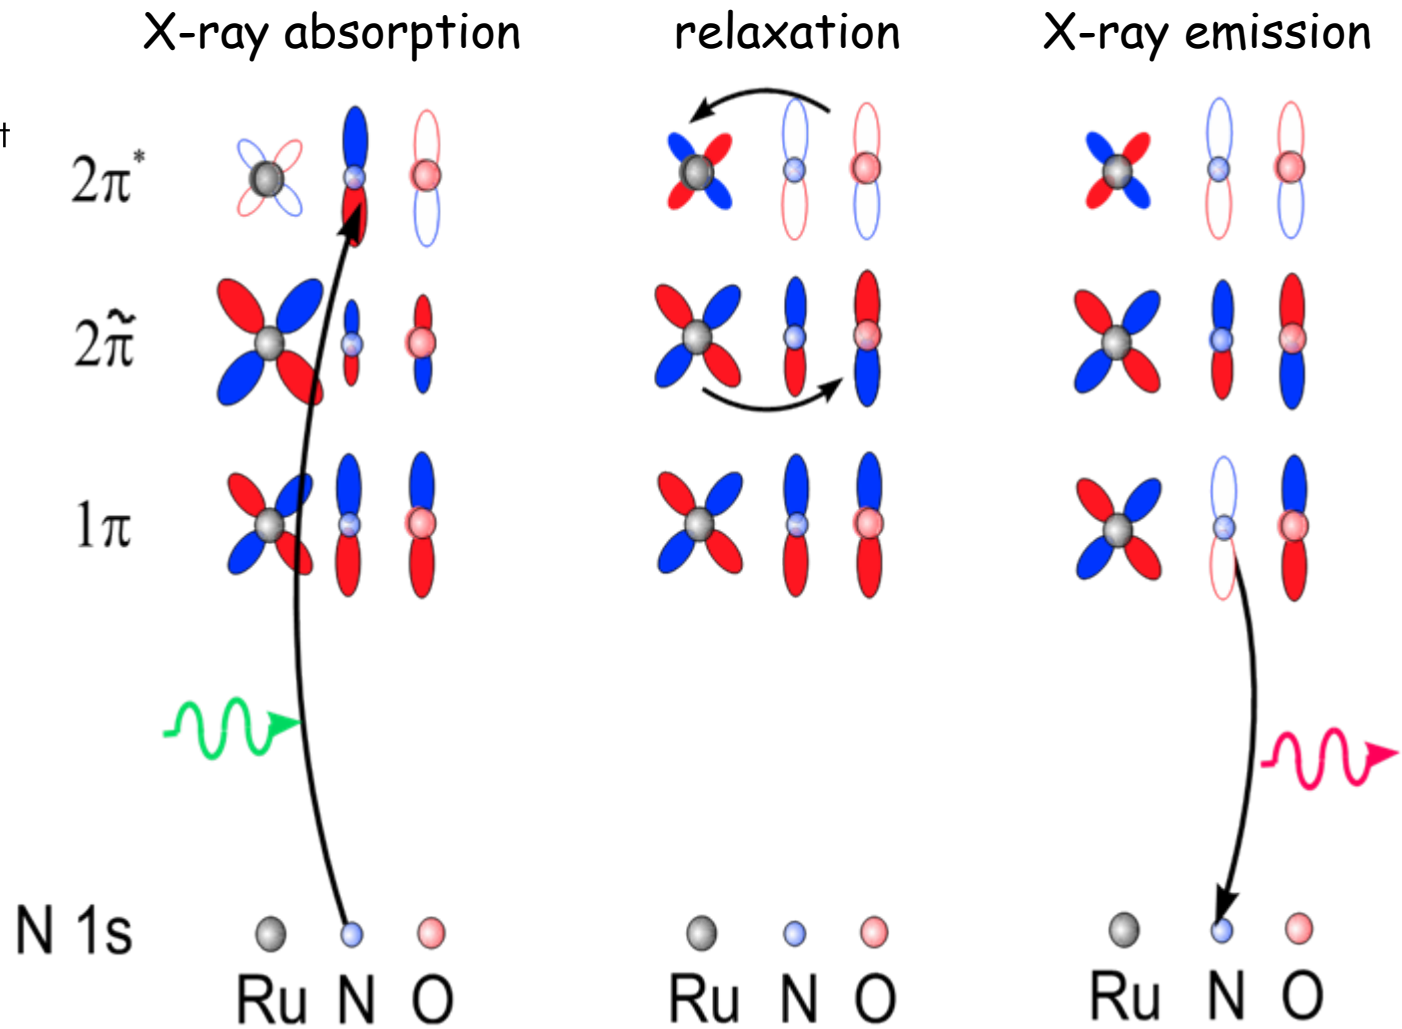 X-ray absorption relaxation X-ray emission
†
2π*
2π̃
1π
N 1s
Ru N O Ru N O Ru N O